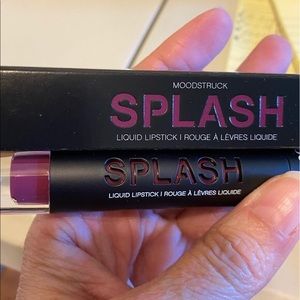 MOODSTRUCK
SPLASH
LIQUID LIPSTICK I ROUGE À LÈVRES LIQUIDE
SPLASH
LIQUID LIPSTICK I ROUGE À LÈVRES LIQUIDE